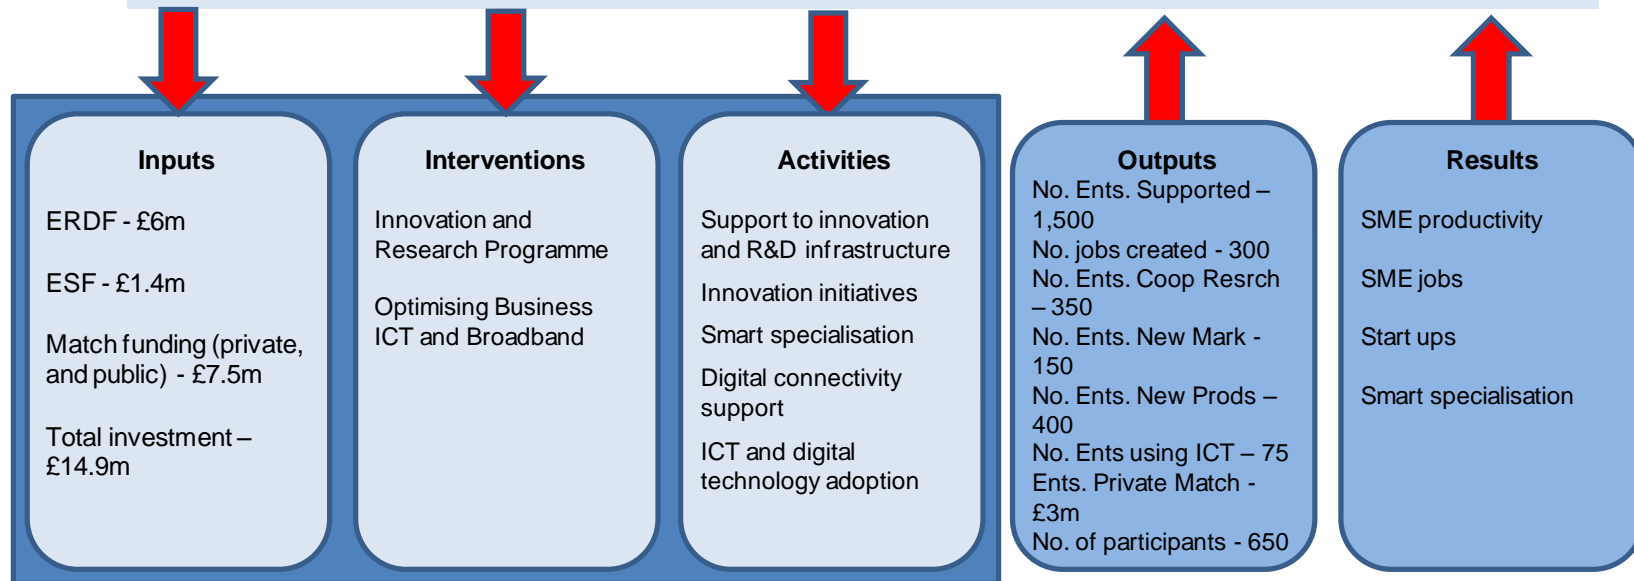 Inputs
ERDF - £6m
ESF - £1.4m
Match funding (private,
and public) - £7.5m
Total investment –
£14.9m
Interventions
Innovation and
Research Programme
Optimising Business
ICT and Broadband
Activities
Support to innovation
and R&D infrastructure
Innovation initiatives
Smart specialisation
Digital connectivity
support
ICT and digital
technology adoption
Outputs
No. Ents. Supported –
1,500
No. jobs created - 300
No. Ents. Coop Resrch
– 350
No. Ents. New Mark -
150
No. Ents. New Prods –
400
No. Ents using ICT – 75
Ents. Private Match -
£3m
No. of participants - 650
Results
SME productivity
SME jobs
Start ups
Smart specialisation